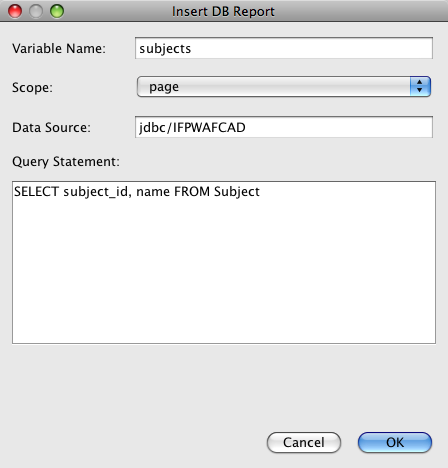 Insert DB Report
Variable Name: subjects
Scope: page
Data Source: jdbc/IFPWAFCAD
Query Statement:
SELECT subject_id, name FROM Subject
Cancel OK